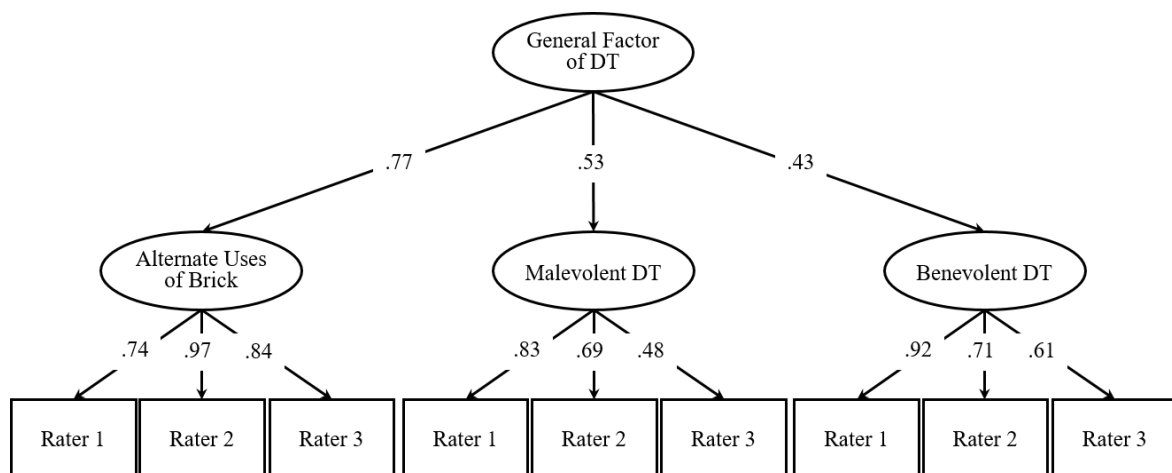 General Factor
of DT
.77
.53
.43
Alternate Uses
of Brick
Malevolent DT
Benevolent DT
.74 .97 .84
.83 .69 .48
.92 .71 .61
Rater 1
Rater 2
Rater 3
Rater 1
Rater 2
Rater 3
Rater 1
Rater 2
Rater 3